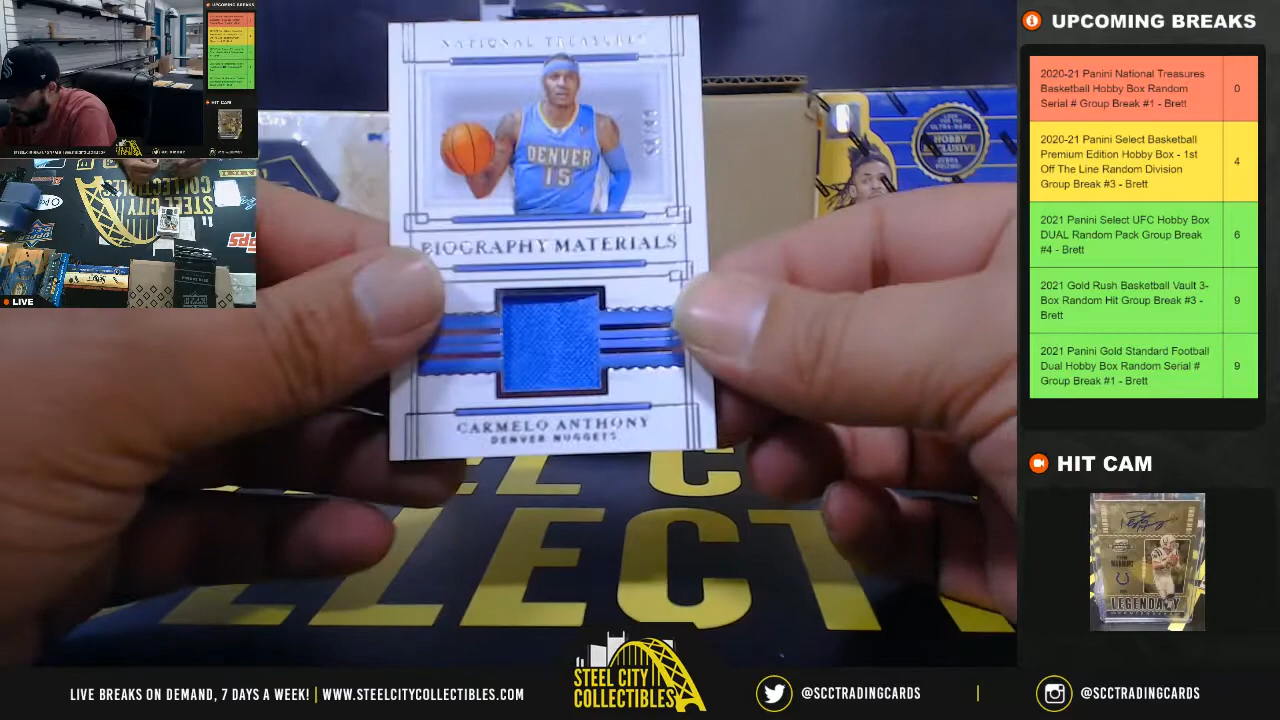 NATIONAL TREASURES
DENVER
15
BIOGRAPHY MATERIALS
CARMELO ANTHONY
DENVER NUGGETS
LOOK
FOR THE
ULTRA-RARE
HOBBY
EXCLUSIVE
LIVE
UPCOMING BREAKS
2020-21 Panini National Treasures
Basketball Hobby Box Random
Serial # Group Break #1 - Brett
0
2020-21 Panini Select Basketball
Premium Edition Hobby Box - 1st
Off The Line Random Division
Group Break #3 - Brett
4
2021 Panini Select UFC Hobby Box
DUAL Random Pack Group Break
#4 - Brett
6
2021 Gold Rush Basketball Vault 3-
Box Random Hit Group Break #3 -
Brett
9
2021 Panini Gold Standard Football
Dual Hobby Box Random Serial #
Group Break #1 - Brett
9
HIT CAM
LEGENDARY
LIVE BREAKS ON DEMAND, 7 DAYS A WEEK! | WWW.STEELCITYCOLLECTIBLES.COM
STEEL CITY
COLLECTIBLES
@SCCTRADINGCARDS
@SCCTRADINGCARDS